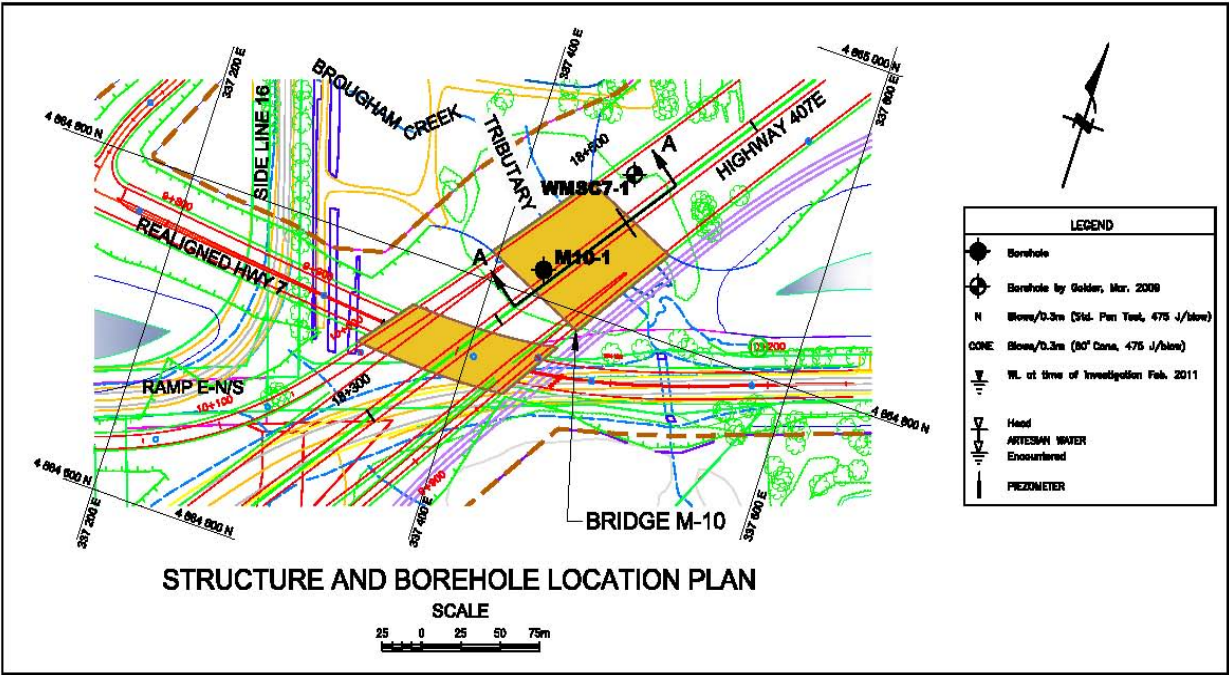 337 200 E
BROUGHAM CREEK
337 400 E
4 865 000 N
337 600 E
4 864 800 N
SIDE LINE 16
TRIBUTARY
18+500
A
HIGHWAY 407E
WMSC7-1
REALIGNED HWY 7
M10-1
A
RAMP E-N/S
10+100
18+300
10+200
4 864 800 N
4 864 600 N
337 200 E
4 864 600 N
337 400 E
9+900
337 600 E
BRIDGE M-10
STRUCTURE AND BOREHOLE LOCATION PLAN
SCALE
25 0 25 50 75m
LEGEND
Borehole
Borehole by Golder, Mar. 2009
N Blows/0.3m (Std. Pen Test, 475 J/blow)
CONE Blows/0.3m (60° Cone, 475 J/blow)
WL at time of investigation Feb. 2011
Head
ARTESIAN WATER
Encountered
PIEZOMETER